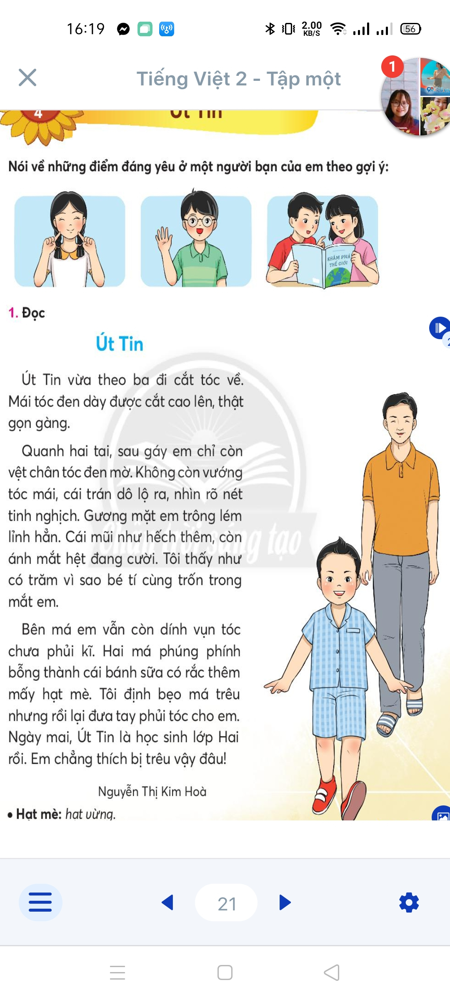 16:19
2.00
KB/S
56
Tiếng Việt 2 - Tập một
1
4
Út Tin
Nói về những điểm đáng yêu ở một người bạn của em theo gợi ý:
KHÁM PHÁ
THẾ GIỚI
1. Đọc
2
Út Tin
Út Tin vừa theo ba đi cắt tóc về.
Mái tóc đen dày được cắt cao lên, thật
gọn gàng.
Quanh hai tai, sau gáy em chỉ còn
vệt chân tóc đen mờ. Không còn vướng
tóc mái, cái trán dô lộ ra, nhìn rõ nét
tinh nghịch. Gương mặt em trông lém
lỉnh hẳn. Cái mũi như hếch thêm, còn
ánh mắt hệt đang cười. Tôi thấy như
có trăm vì sao bé tí cùng trốn trong
mắt em.
Chân trời sáng tạo
Bên má em vẫn còn dính vụn tóc
chưa phủi kĩ. Hai má phúng phính
bỗng thành cái bánh sữa có rắc thêm
mấy hạt mè. Tôi định bẹo má trêu
nhưng rồi lại đưa tay phủi tóc cho em.
Ngày mai, Út Tin là học sinh lớp Hai
rồi. Em chẳng thích bị trêu vậy đâu!
Nguyễn Thị Kim Hoà
• Hạt mè: hạt vừng.
21